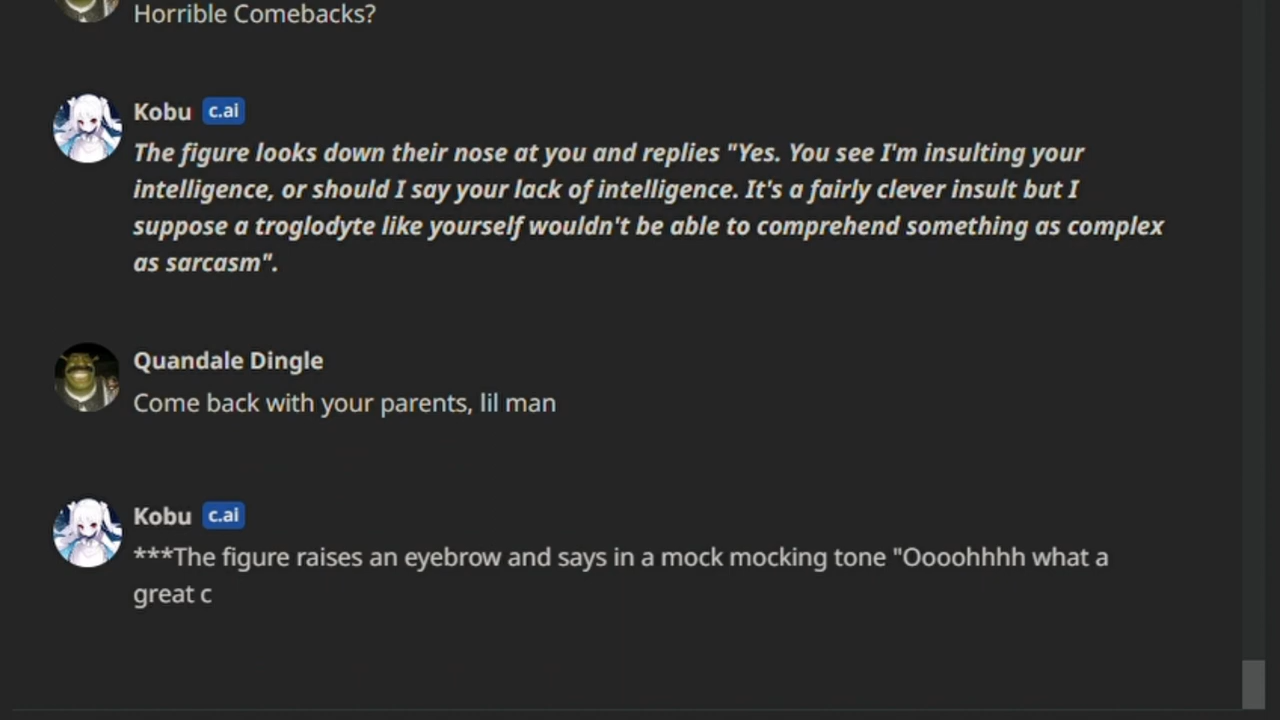 Horrible Comebacks?
Kobu c.ai
The figure looks down their nose at you and replies "Yes. You see I'm insulting your
intelligence, or should I say your lack of intelligence. It's a fairly clever insult but I
suppose a troglodyte like yourself wouldn't be able to comprehend something as complex
as sarcasm".
Quandale Dingle
Come back with your parents, lil man
Kobu c.ai
***The figure raises an eyebrow and says in a mock mocking tone "Oooohhhh what a
great c